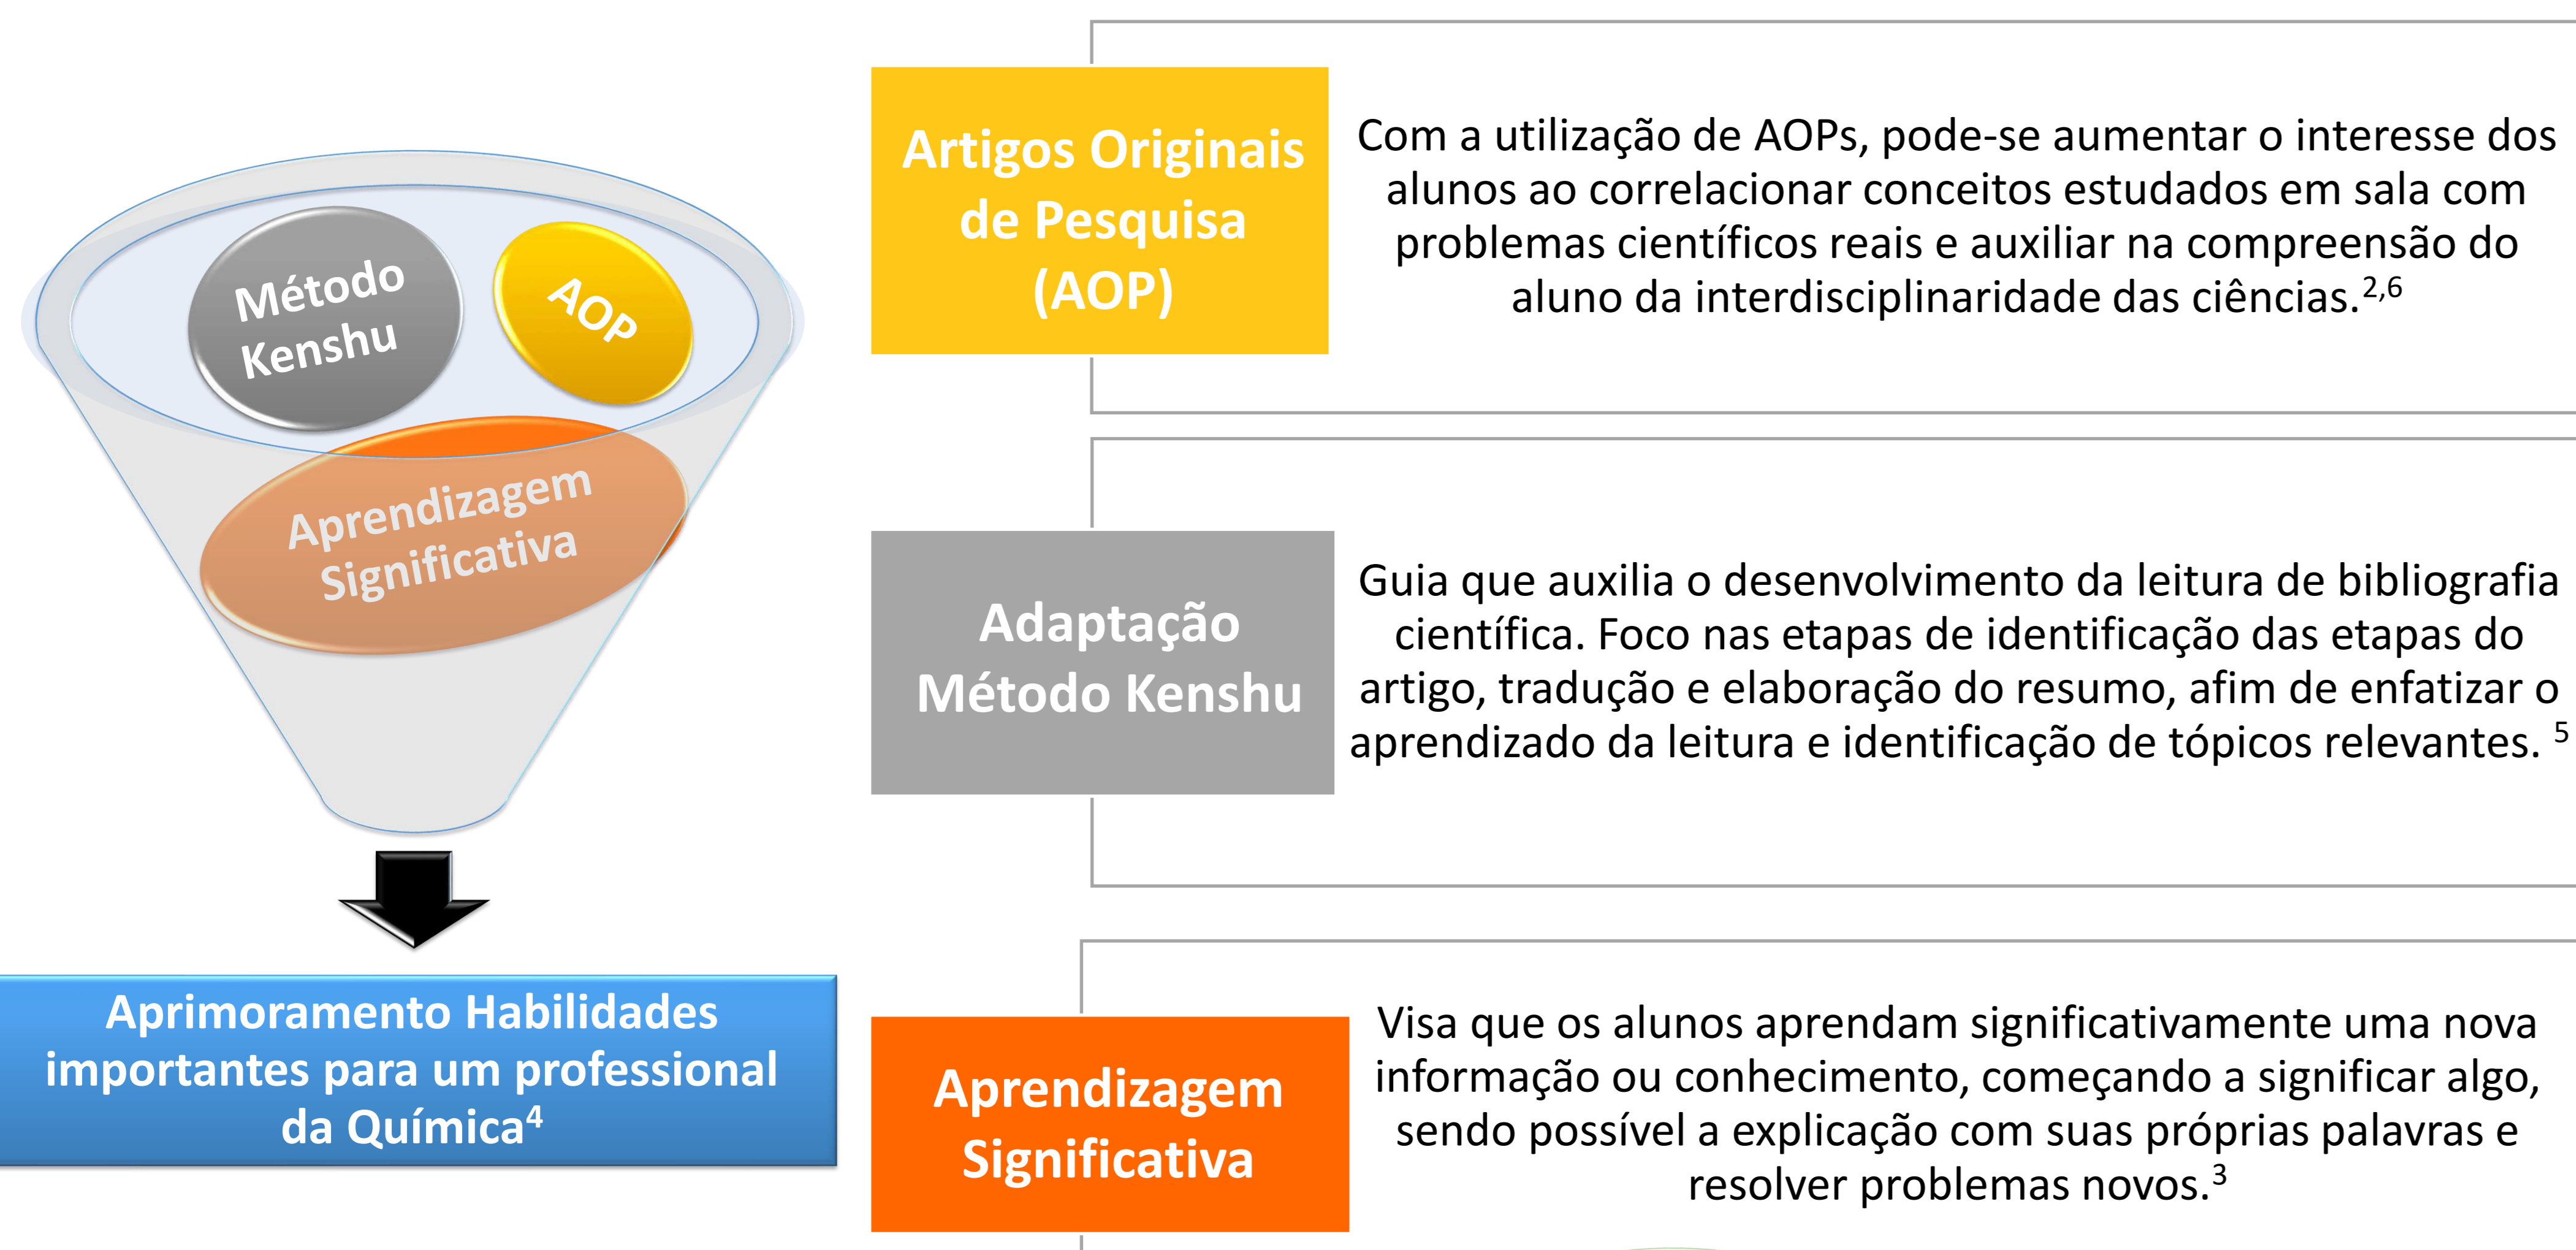 Método
Kenshu
AOP
Aprendizagem
Significativa
Aprimoramento Habilidades
importantes para um professional
da Química⁴
Artigos Originais
de Pesquisa
(AOP)
Com a utilização de AOPs, pode-se aumentar o interesse dos
alunos ao correlacionar conceitos estudados em sala com
problemas científicos reais e auxiliar na compreensão do
aluno da interdisciplinaridade das ciências.²,⁶
Adaptação
Método Kenshu
Guia que auxilia o desenvolvimento da leitura de bibliografia
científica. Foco nas etapas de identificação das etapas do
artigo, tradução e elaboração do resumo, afim de enfatizar o
aprendizado da leitura e identificação de tópicos relevantes. ⁵
Aprendizagem
Significativa
Visa que os alunos aprendam significativamente uma nova
informação ou conhecimento, começando a significar algo,
sendo possível a explicação com suas próprias palavras e
resolver problemas novos.³